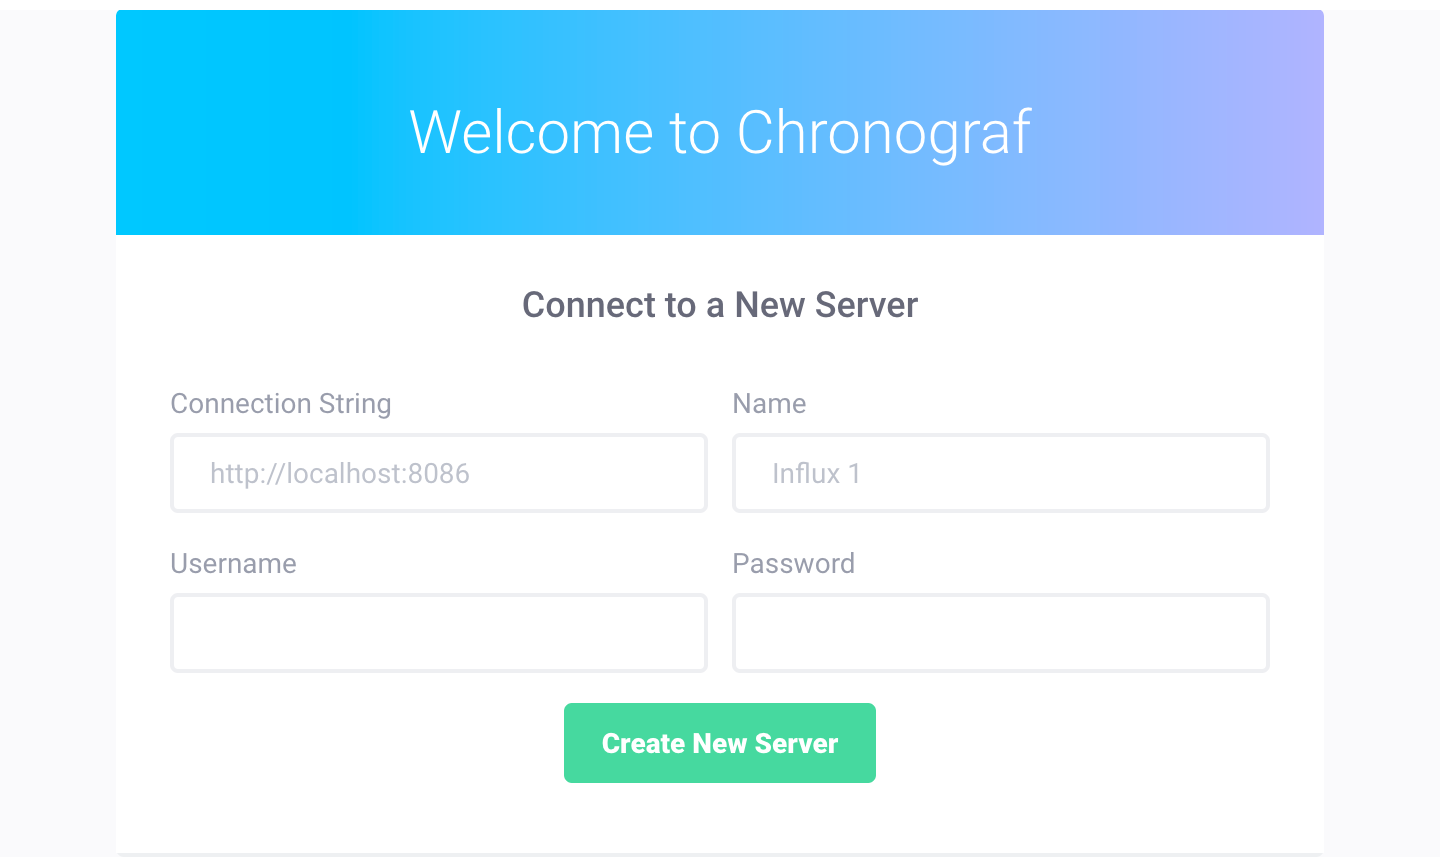 Welcome to Chronograf
Connect to a New Server
Connection String
Name
http://localhost:8086
Influx 1
Username
Password
Create New Server